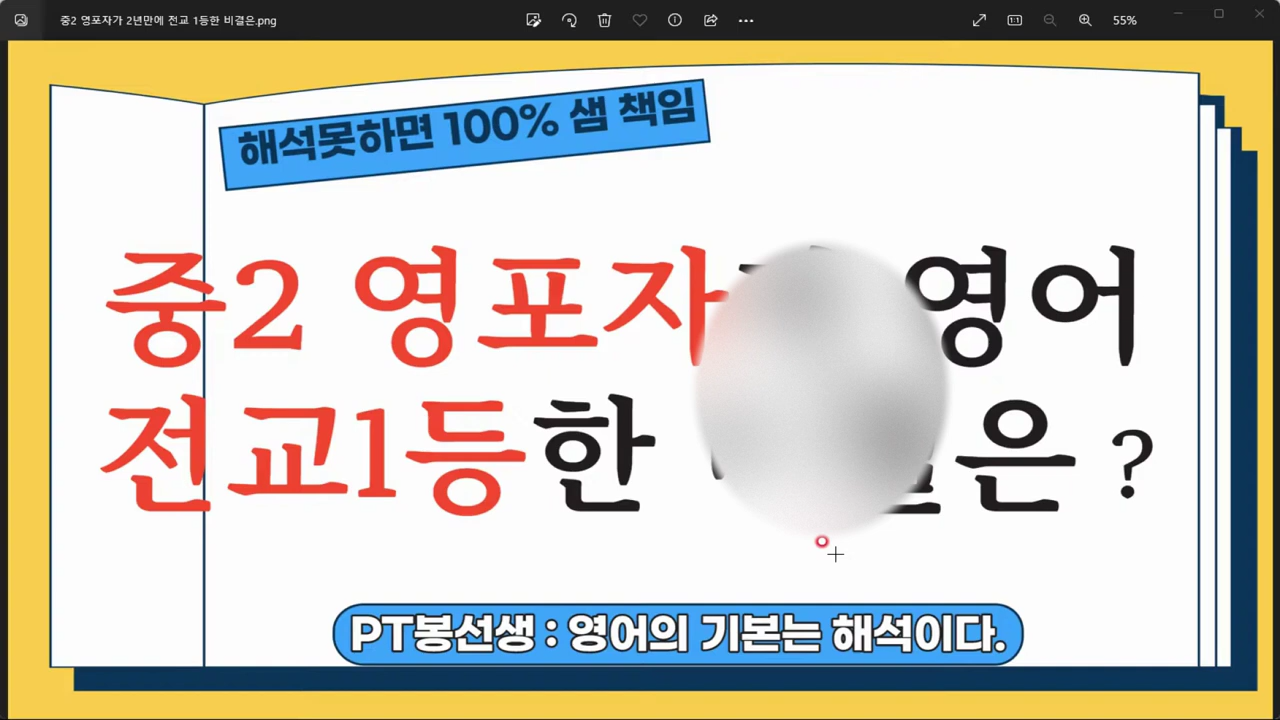 중2 영포자가 2년만에 전교 1등한 비결은.png
55%
해석못하면 100% 샘 책임
중2 영포자 영어
전교1등한 은 ?
PT봉선생 : 영어의 기본는 해석이다.